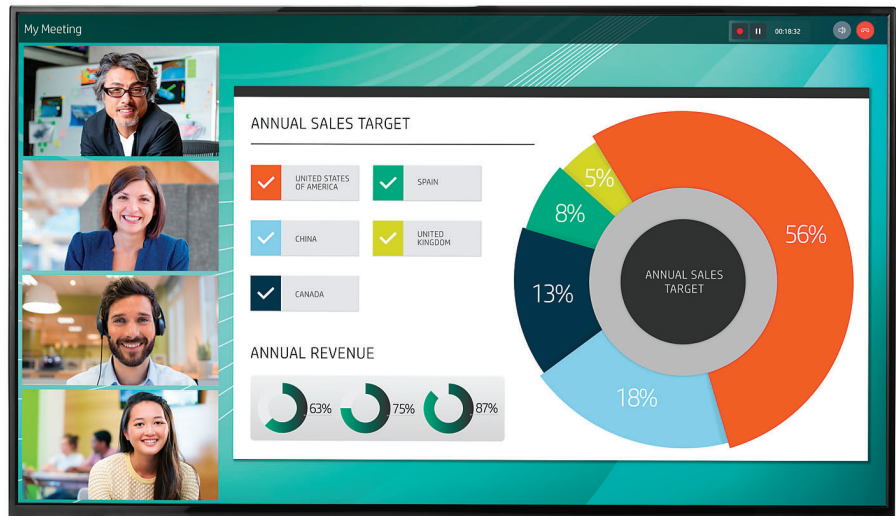 My Meeting
00:18:32
ANNUAL SALES TARGET
UNITED STATES
OF AMERICA
SPAIN
CHINA
UNITED
KINGDOM
CANADA
ANNUAL REVENUE
63%
75%
87%
5%
8%
13%
18%
56%
ANNUAL SALES
TARGET